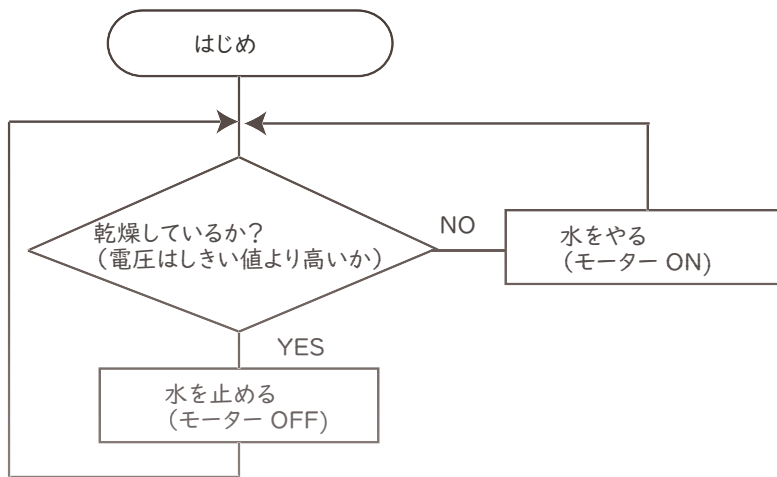 はじめ
乾燥しているか?
(電圧はしきい値より高いか)
NO
水をやる
(モーター ON)
YES
水を止める
(モーター OFF)